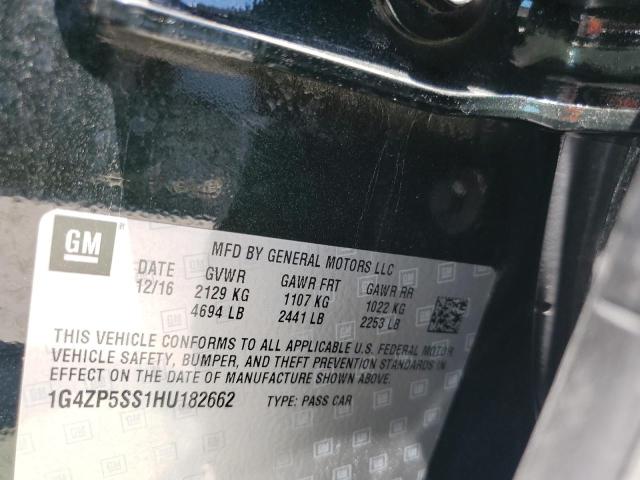 GM
MFD BY GENERAL MOTORS LLC
DATE GVWR GAWR FRT GAWR RR
12/16 2129 KG 1107 KG 1022 KG
4694 LB 2441 LB 2253 LB
THIS VEHICLE CONFORMS TO ALL APPLICABLE U.S. FEDERAL MOTOR
VEHICLE SAFETY, BUMPER, AND THEFT PREVENTION STANDARDS
IN EFFECT ON THE DATE OF MANUFACTURE SHOWN ABOVE.
1G4ZP5SS1HU182662 TYPE: PASS CAR